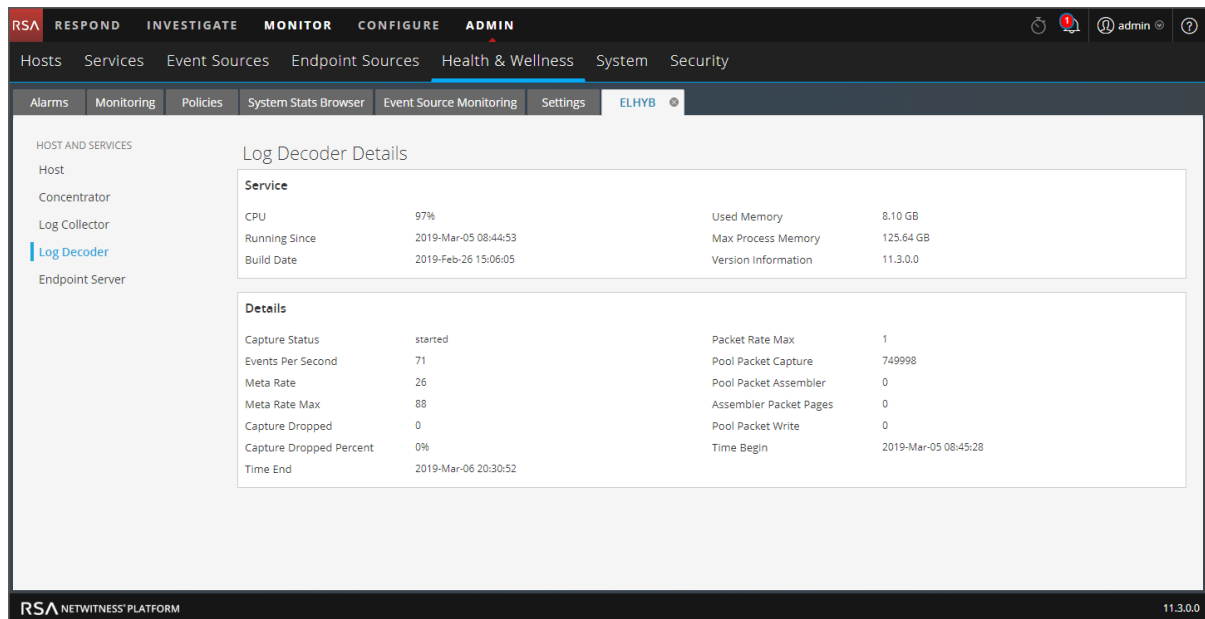 RSA RESPOND INVESTIGATE MONITOR CONFIGURE ADMIN 1 admin ?
Hosts Services Event Sources Endpoint Sources Health & Wellness System Security
Alarms Monitoring Policies System Stats Browser Event Source Monitoring Settings ELHYB
HOST AND SERVICES
Host
Concentrator
Log Collector
Log Decoder
Endpoint Server
Log Decoder Details
Service
CPU 97% Used Memory 8.10 GB
Running Since 2019-Mar-05 08:44:53 Max Process Memory 125.64 GB
Build Date 2019-Feb-26 15:06:05 Version Information 11.3.0.0
Details
Capture Status started Packet Rate Max 1
Events Per Second 71 Pool Packet Capture 749998
Meta Rate 26 Pool Packet Assembler 0
Meta Rate Max 88 Assembler Packet Pages 0
Capture Dropped 0 Pool Packet Write 0
Capture Dropped Percent 0% Time Begin 2019-Mar-05 08:45:28
Time End 2019-Mar-06 20:30:52
RSA NETWITNESS® PLATFORM 11.3.0.0